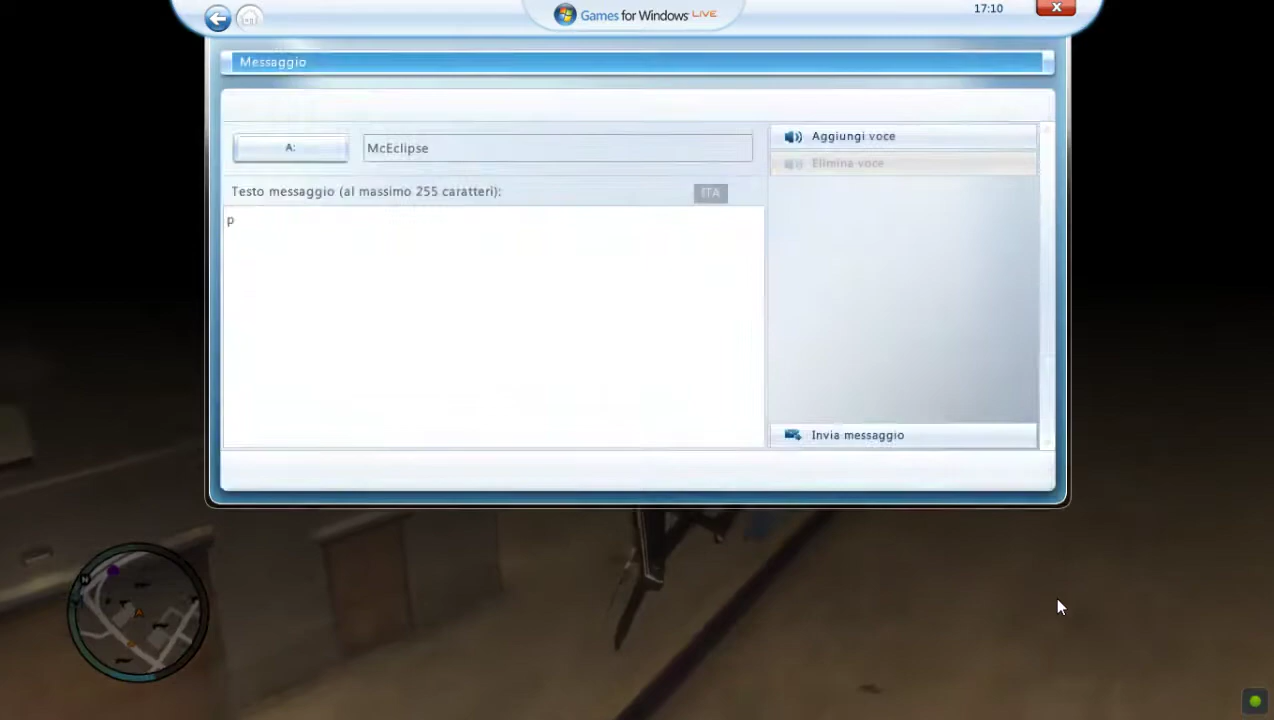 Games for Windows LIVE
17:10
Messaggio
A:
McEclipse
Aggiungi voce
Elimina voce
Testo messaggio (al massimo 255 caratteri):
ITA
p
Invia messaggio
N